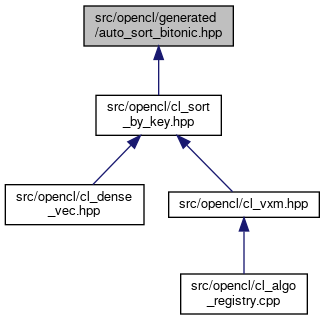 src/opencl/generated
/auto_sort_bitonic.hpp
src/opencl/cl_sort
_by_key.hpp
src/opencl/cl_dense
_vec.hpp
src/opencl/cl_vxm.hpp
src/opencl/cl_algo
_registry.cpp